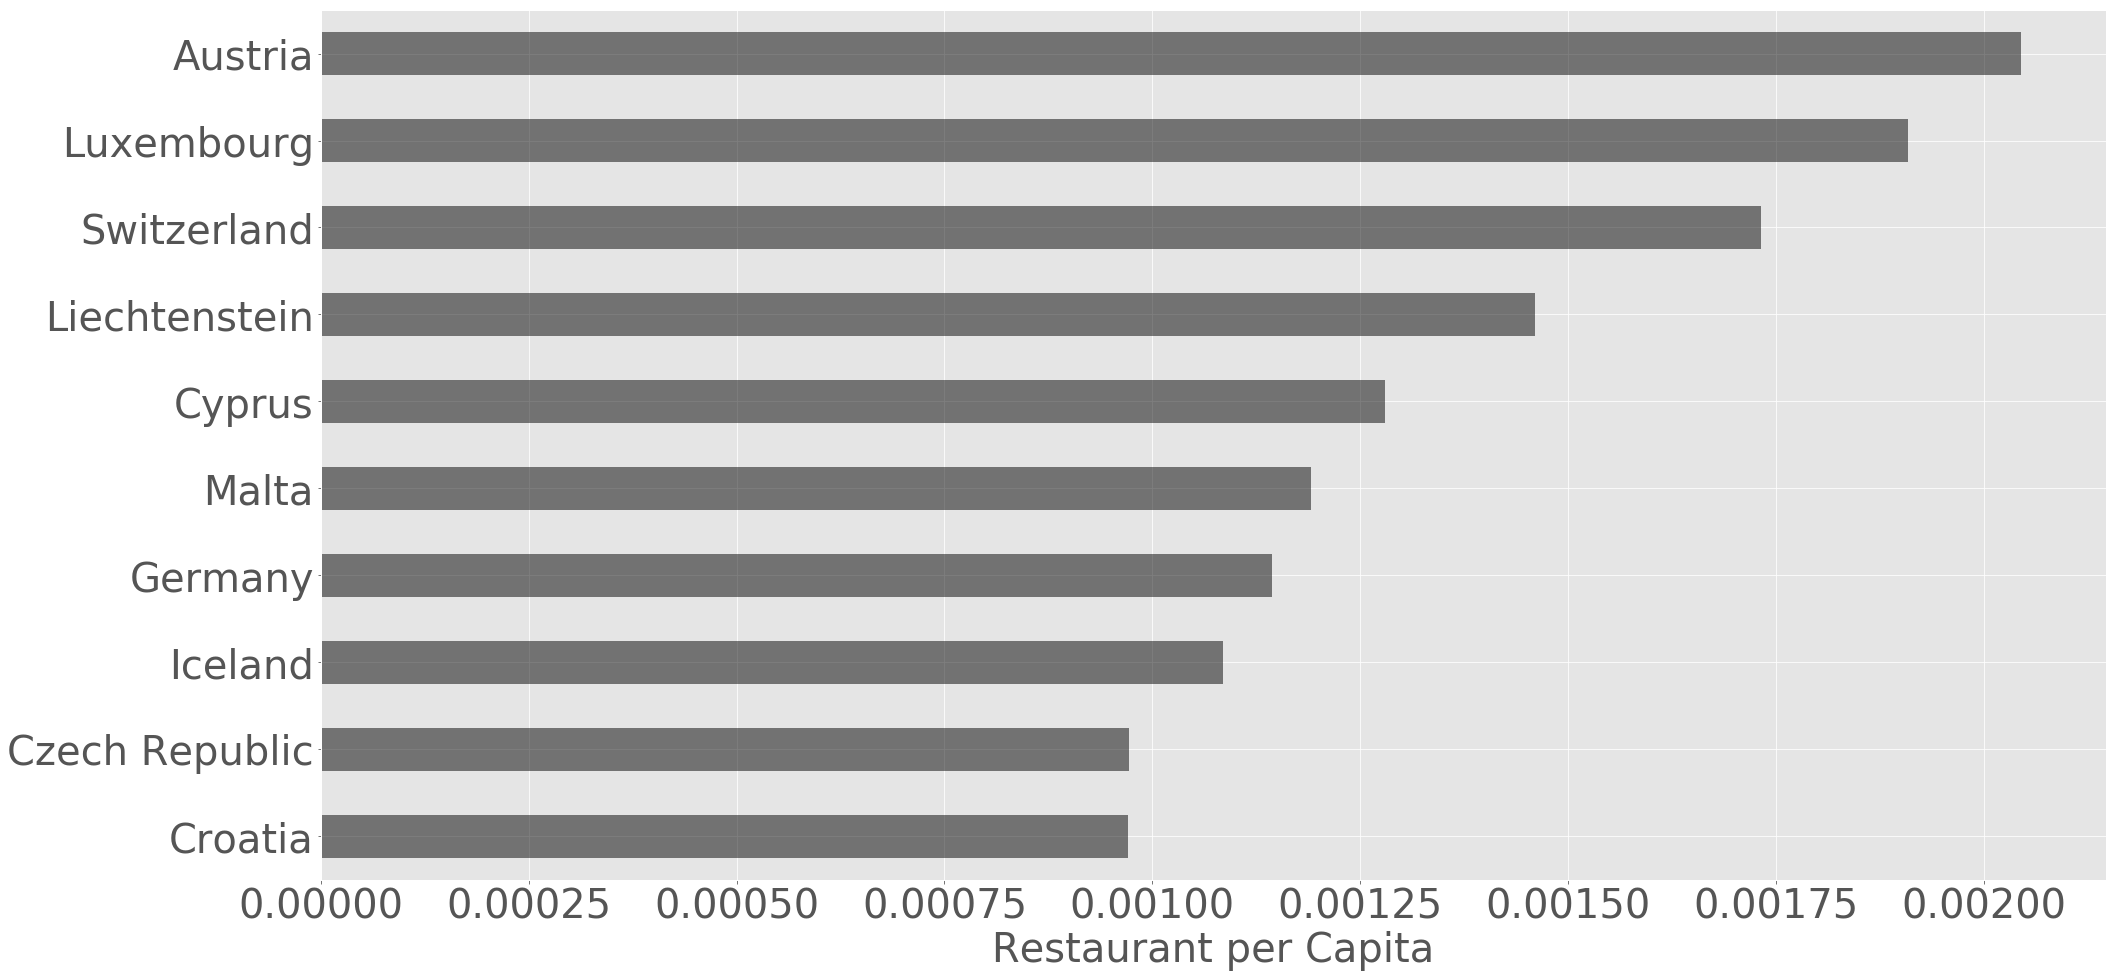 Austria
Luxembourg
Switzerland
Liechtenstein
Cyprus
Malta
Germany
Iceland
Czech Republic
Croatia
0.00000 0.00025 0.00050 0.00075 0.00100 0.00125 0.00150 0.00175 0.00200
Restaurant per Capita